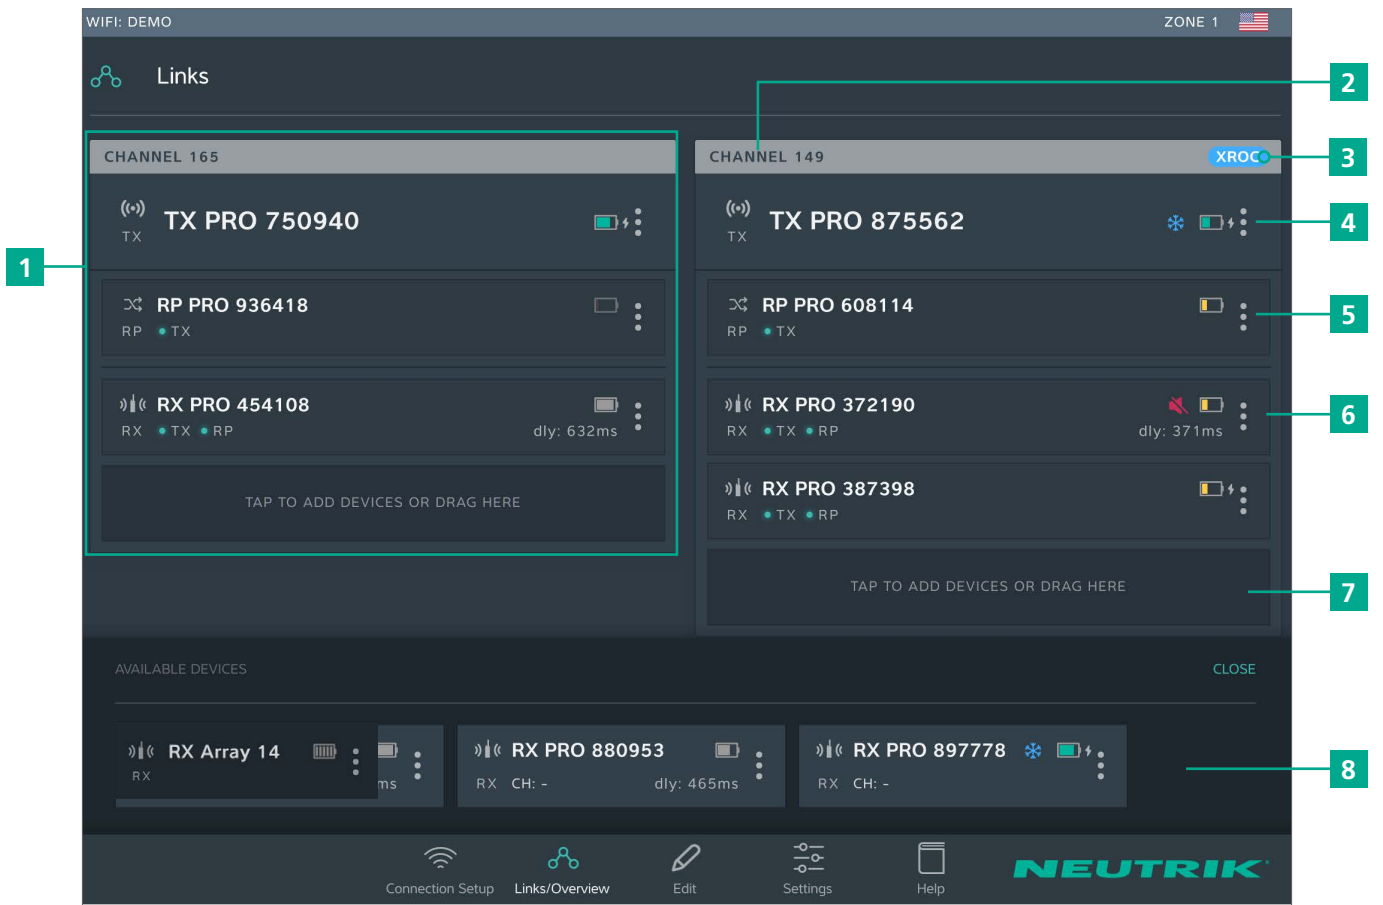 WIFI: DEMO
ZONE 1
Links
2
CHANNEL 165
CHANNEL 149
XROC
3
TX PRO 750940
TX
TX PRO 875562
TX
4
1
RP PRO 936418
RP TX
RP PRO 608114
RP TX
5
RX PRO 454108
RX TX RP
dly: 632ms
RX PRO 372190
RX TX RP
dly: 371ms
6
TAP TO ADD DEVICES OR DRAG HERE
RX PRO 387398
RX TX RP
TAP TO ADD DEVICES OR DRAG HERE
7
AVAILABLE DEVICES
CLOSE
RX Array 14
RX
ms
RX PRO 880953
RX CH: -
dly: 465ms
RX PRO 897778
RX CH: -
8
Connection Setup
Links/Overview
Edit
Settings
Help
NEUTRIK